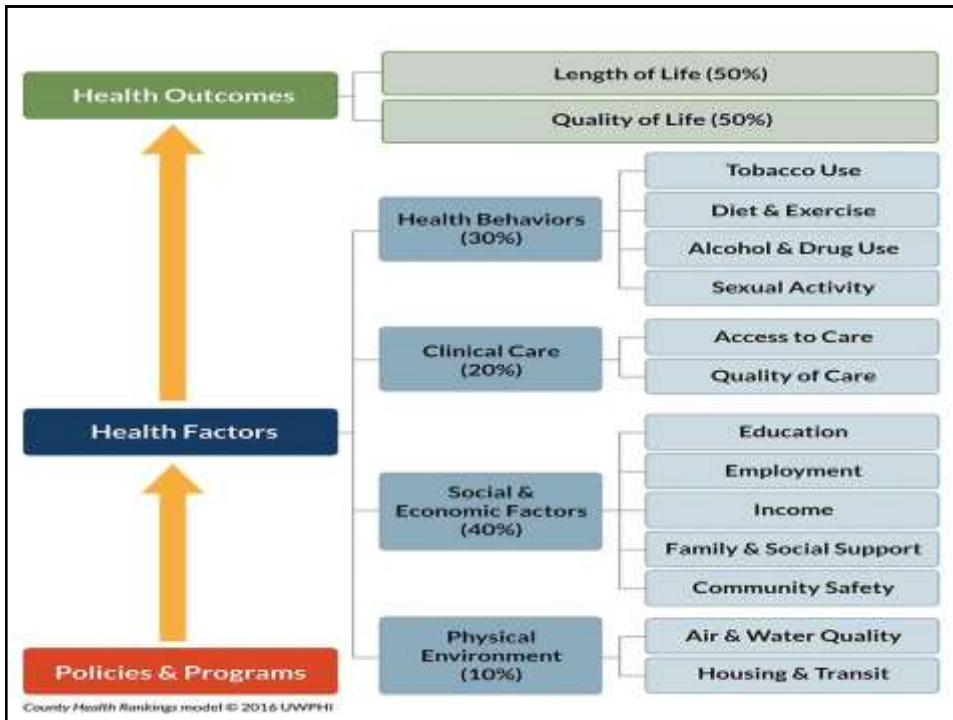 Health Outcomes
Length of Life (50%)
Quality of Life (50%)
Health Behaviors
(30%)
Tobacco Use
Diet & Exercise
Alcohol & Drug Use
Sexual Activity
Clinical Care
(20%)
Access to Care
Quality of Care
Health Factors
Social &
Economic Factors
(40%)
Education
Employment
Income
Family & Social Support
Community Safety
Physical
Environment
(10%)
Air & Water Quality
Housing & Transit
Policies & Programs
County Health Rankings model © 2016 UWPHI